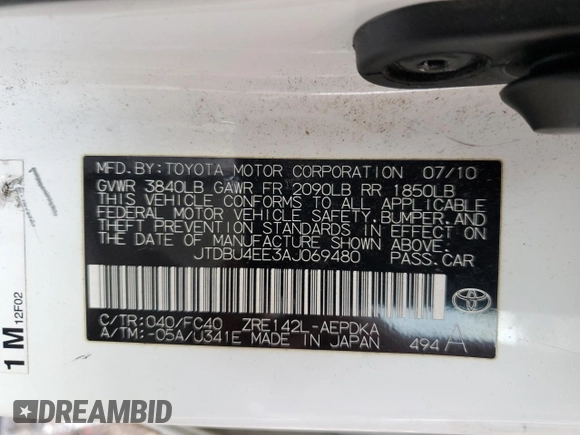 MFD.BY:TOYOTA MOTOR CORPORATION 07/10
GVWR 3840LB GAWR FR 2090LB RR 1850LB
THIS VEHICLE CONFORMS TO ALL APPLICABLE
FEDERAL MOTOR VEHICLE SAFETY,BUMPER,AND
THEFT PREVENTION STANDARDS IN EFFECT ON
THE DATE OF MANUFACTURE SHOWN ABOVE.
JTDBU4EE3AJ069480 PASS.CAR
C/TR:040/FC40 ZRE142L-AEPDKA
A/TM:-05A/U341E MADE IN JAPAN 494 A
1 M 12F02
DREAMBID